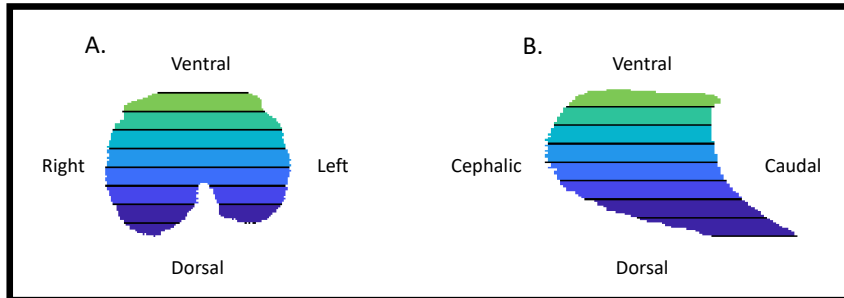 A.
Ventral
Right
Left
Dorsal
B.
Ventral
Cephalic
Caudal
Dorsal